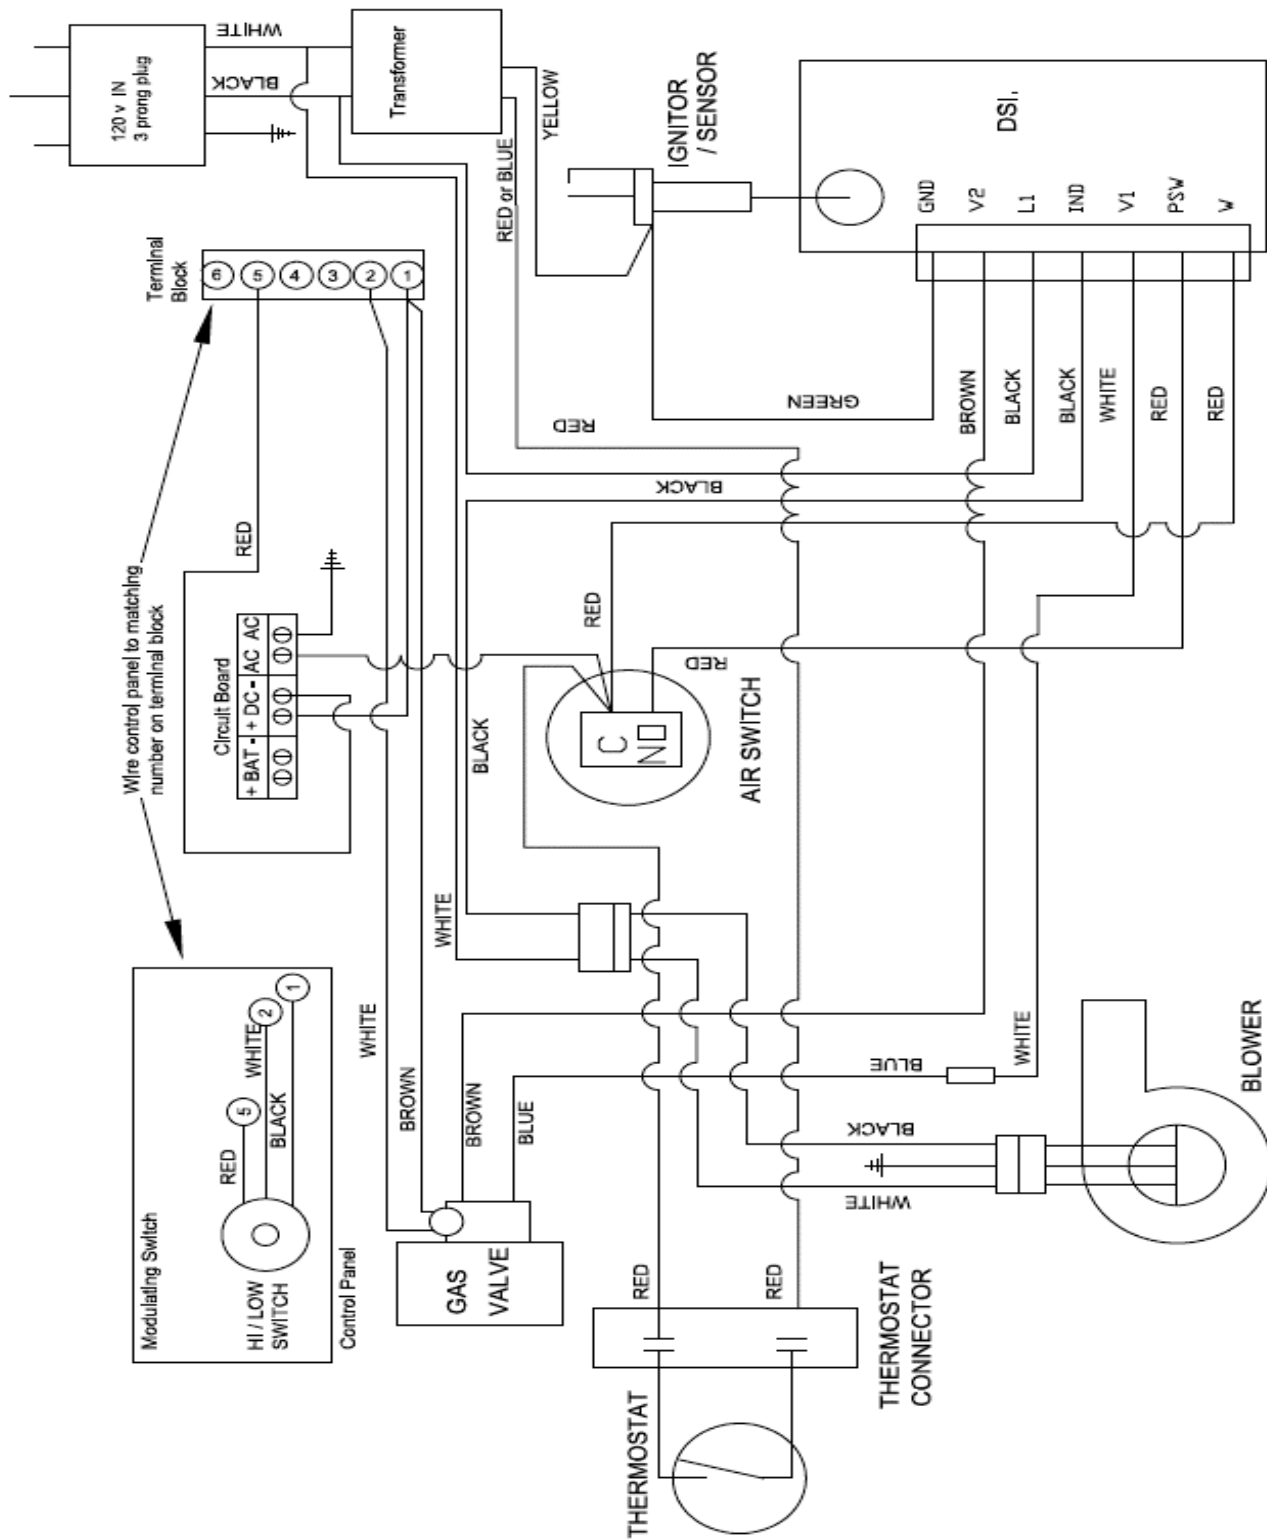 Modulating Switch
RED
5
WHITE
2
BLACK
1
HI / LOW
SWITCH
Control Panel
Wire control panel to matching
number on terminal block
Circuit Board
+ BAT - + DC - AC AC
RED
Terminal
Block
1 2 3 4 5 6
120 v IN
3 prong plug
WHITE
BLACK
Transformer
WHITE
BROWN
WHITE
BLACK
GAS
VALVE
BROWN
BLUE
RED
RED or BLUE
YELLOW
THERMOSTAT
RED
RED
THERMOSTAT
CONNECTOR
C
NO
AIR SWITCH
RED
RED
BLACK
IGNITOR
/ SENSOR
GREEN
WHITE
BLACK
BLUE
WHITE
BLOWER
BROWN
BLACK
BLACK
WHITE
RED
RED
DSI.
GND
V2
L1
IND
V1
PSW
W